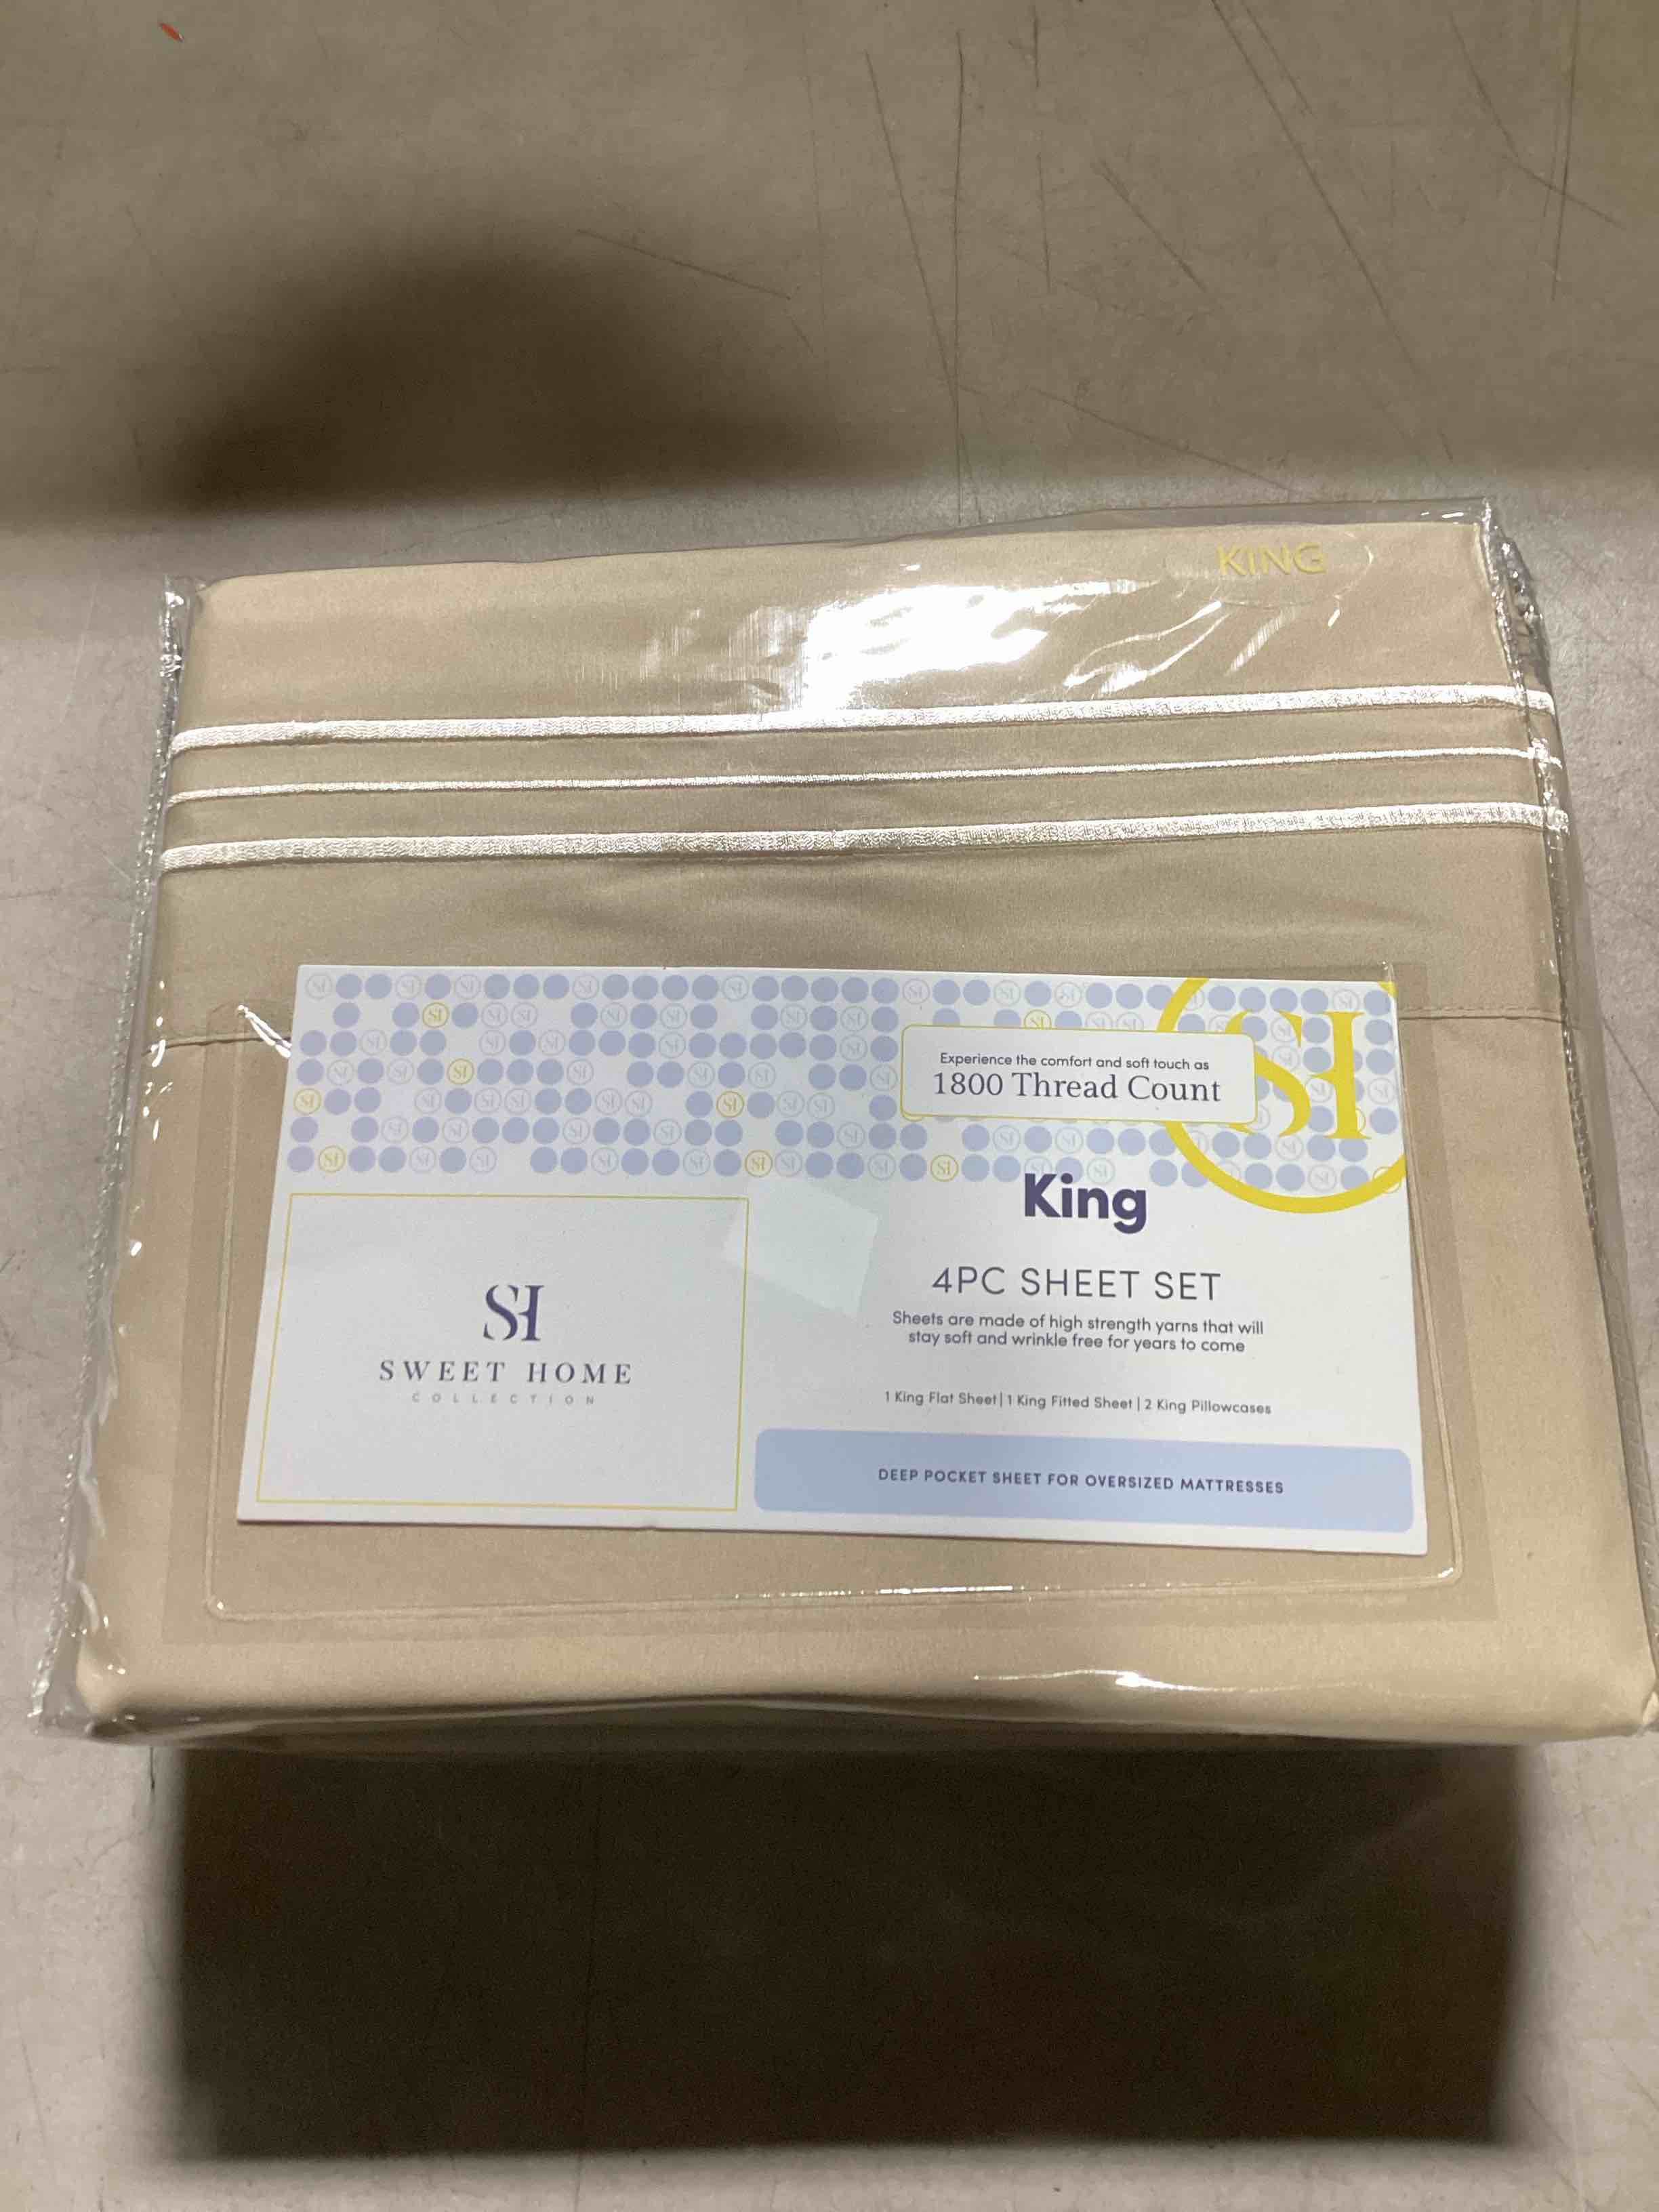 KING
Experience the comfort and soft touch as
1800 Thread Count
SH
King
4PC SHEET SET
Sheets are made of high strength yarns that will
stay soft and wrinkle free for years to come
1 King Flat Sheet | 1 King Fitted Sheet | 2 King Pillowcases
DEEP POCKET SHEET FOR OVERSIZED MATTRESSES
SH
SWEET HOME
COLLECTION